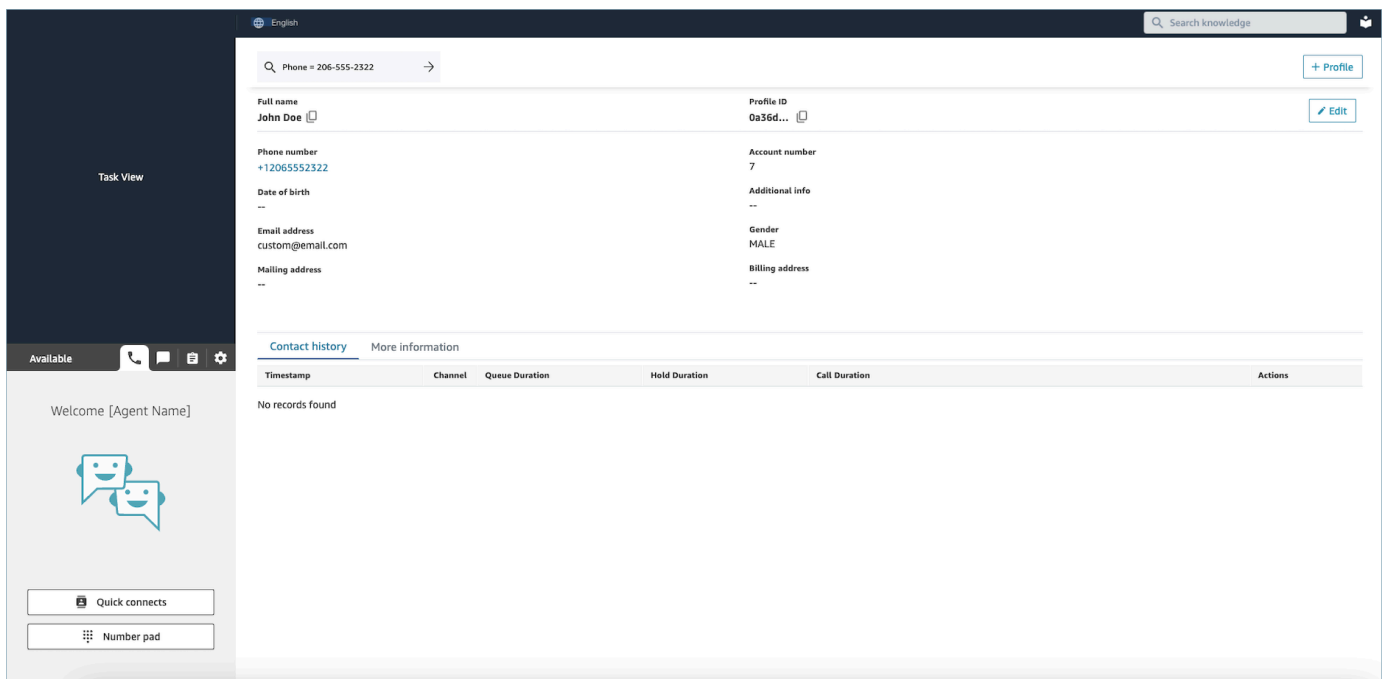 English
Search knowledge
Phone = 206-555-2322
+ Profile
Full name
John Doe
Profile ID
0a36d...
Edit
Phone number
+12065552322
Account number
7
Date of birth
--
Additional info
--
Email address
custom@email.com
Gender
MALE
Mailing address
--
Billing address
--
Task View
Available
Welcome [Agent Name]
Quick connects
Number pad
Contact history
More information
Timestamp Channel Queue Duration Hold Duration Call Duration Actions
No records found